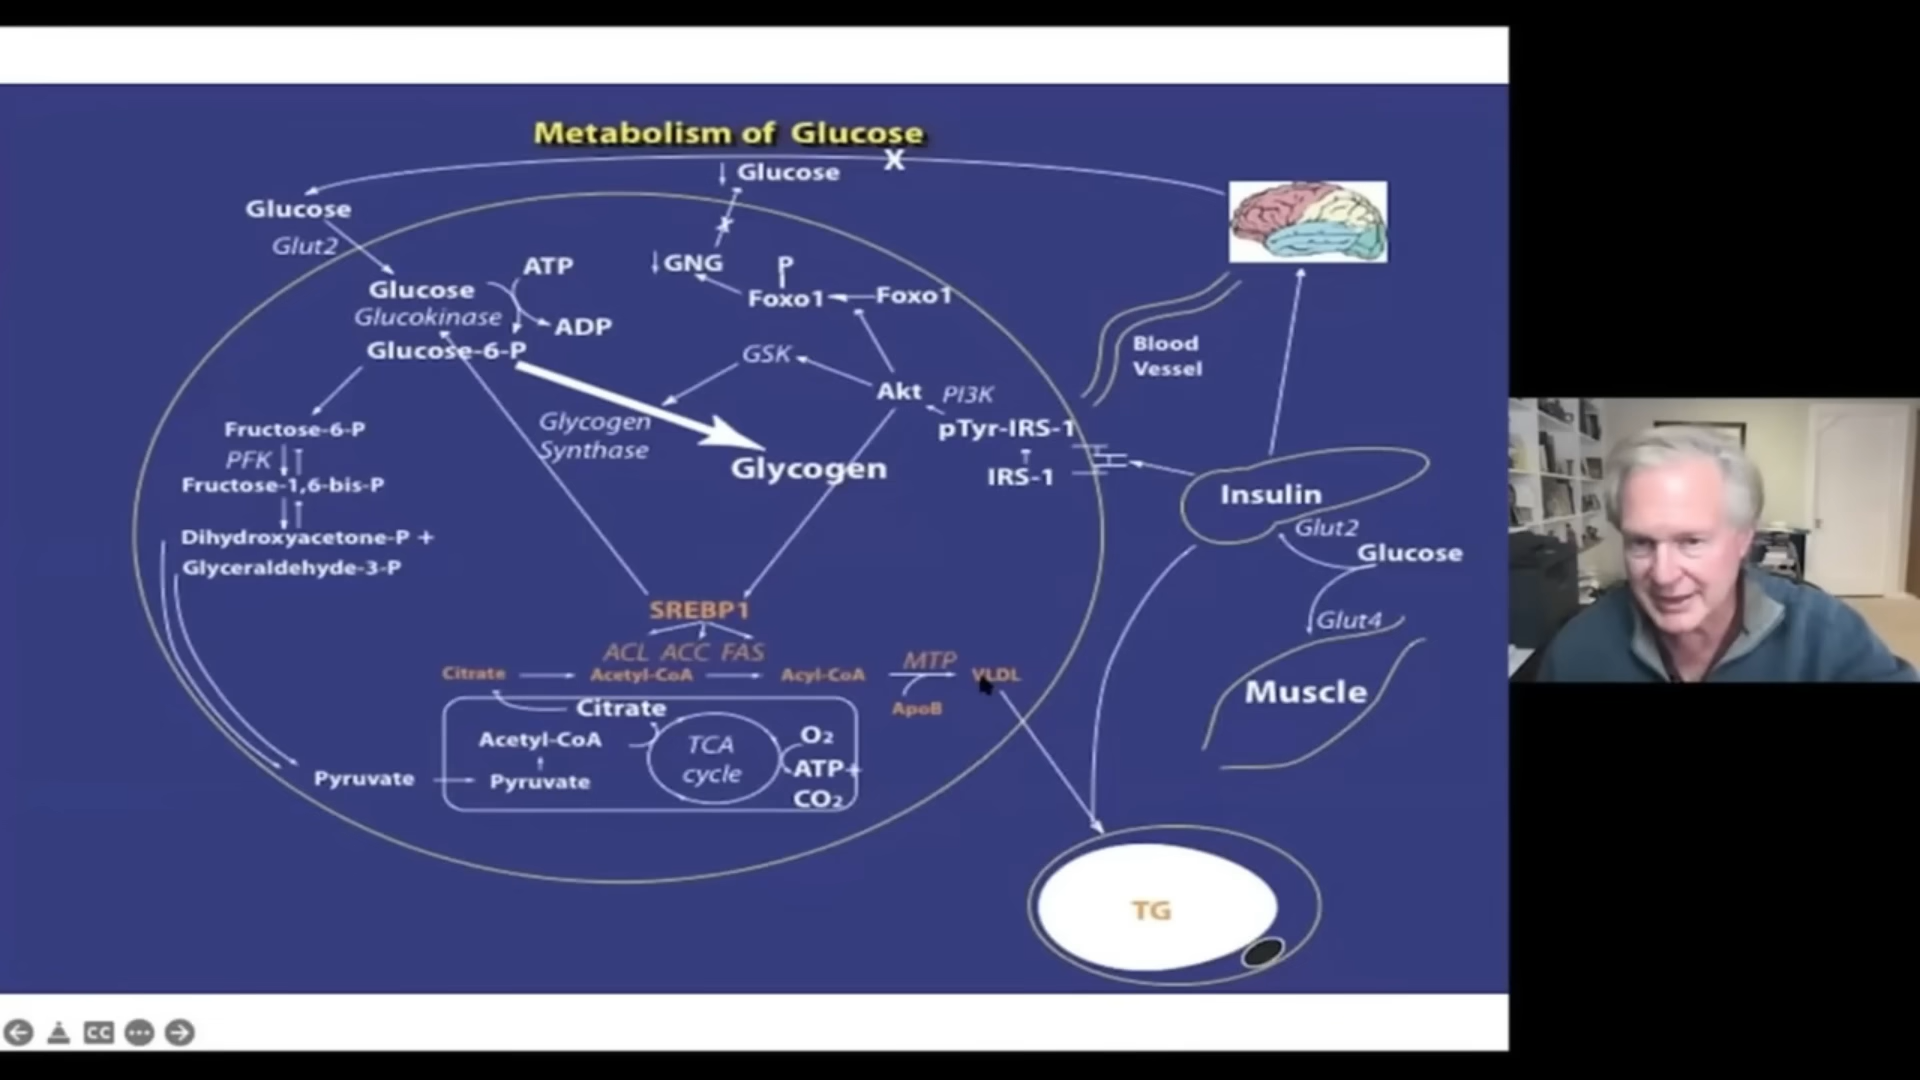 Metabolism of Glucose
X
↓ Glucose
Glucose
Glut2
ATP
↓GNG
P
Glucose
Foxo1
Foxo1
Glucokinase
ADP
Blood
Vessel
Glucose-6-P
GSK
Akt
PI3K
Fructose-6-P
Glycogen
Synthase
pTyr-IRS-1
PFK
Glycogen
IRS-1
Fructose-1,6-bis-P
Insulin
Glut2
Dihydroxyacetone-P +
Glyceraldehyde-3-P
Glucose
SREBP1
Glut4
ACL ACC FAS
MTP
Citrate
Acetyl-CoA
Acyl-CoA
VLDL
Muscle
Citrate
ApoB
Acetyl-CoA
TCA
cycle
O2
ATP+
CO2
Pyruvate
Pyruvate
TG
CC